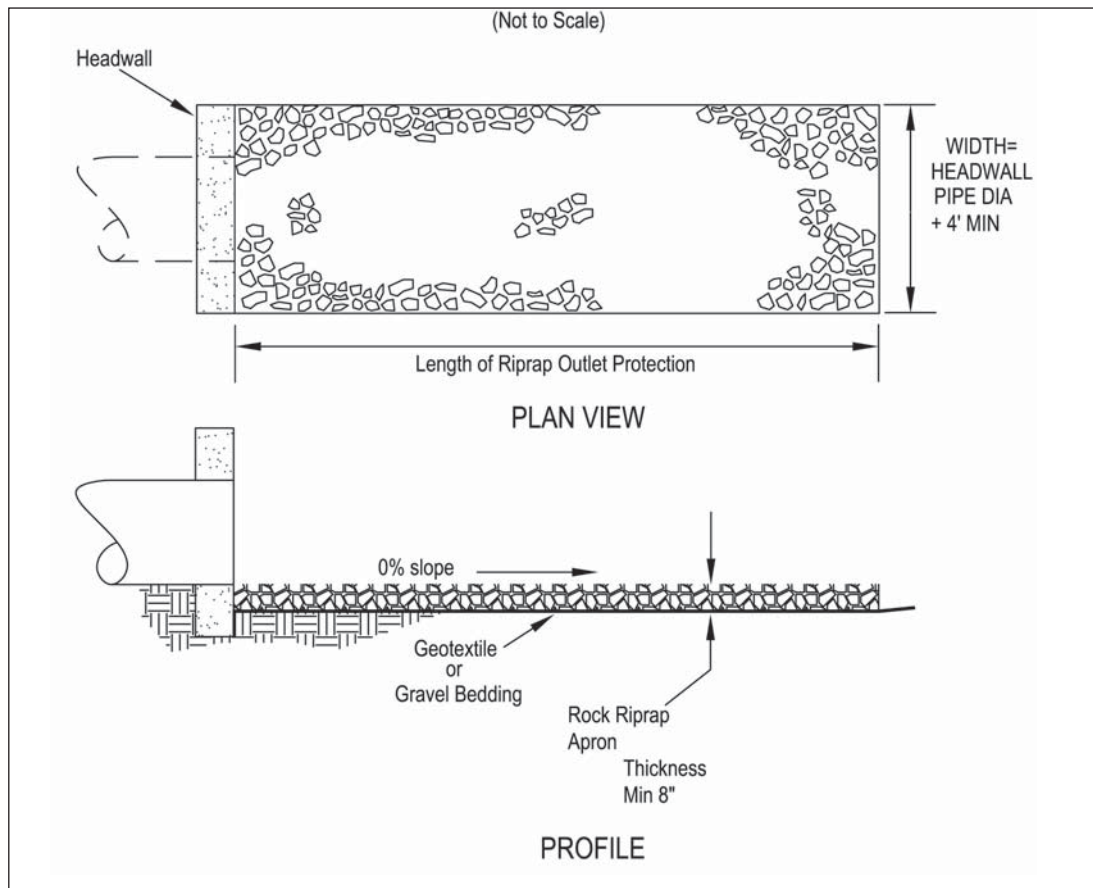 (Not to Scale)
Headwall
WIDTH=
HEADWALL
PIPE DIA
+ 4' MIN
Length of Riprap Outlet Protection
PLAN VIEW
0% slope
Geotextile
or
Gravel Bedding
Rock Riprap
Apron
Thickness
Min 8"
PROFILE